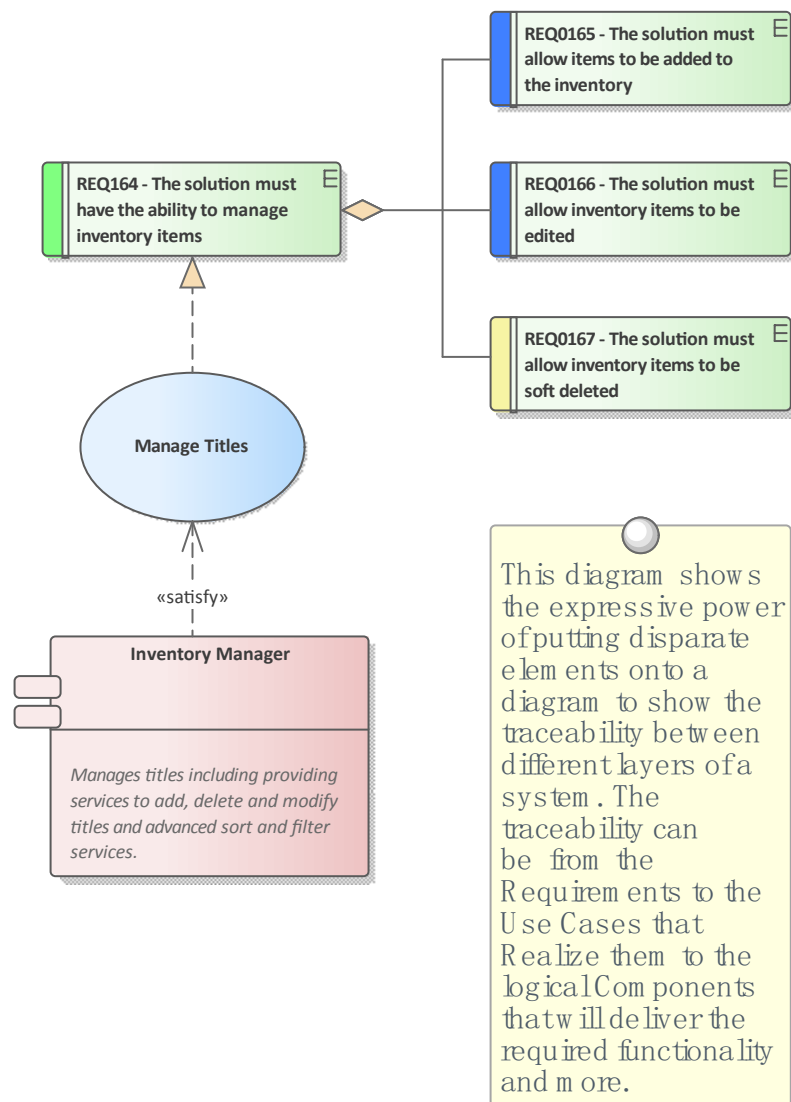 REQ0165 - The solution must
allow items to be added to
the inventory
E
REQ164 - The solution must
have the ability to manage
inventory items
E
REQ0166 - The solution must
allow inventory items to be
edited
E
REQ0167 - The solution must
allow inventory items to be
soft deleted
E
Manage Titles
«satisfy»
Inventory Manager
Manages titles including providing
services to add, delete and modify
titles and advanced sort and filter
services.
This diagram shows
the expressive power
of putting disparate
elements onto a
diagram to show the
traceability between
different layers of a
system. The
traceability can
be from the
Requirements to the
Use Cases that
Realize them to the
logical Components
that will deliver the
required functionality
and more.